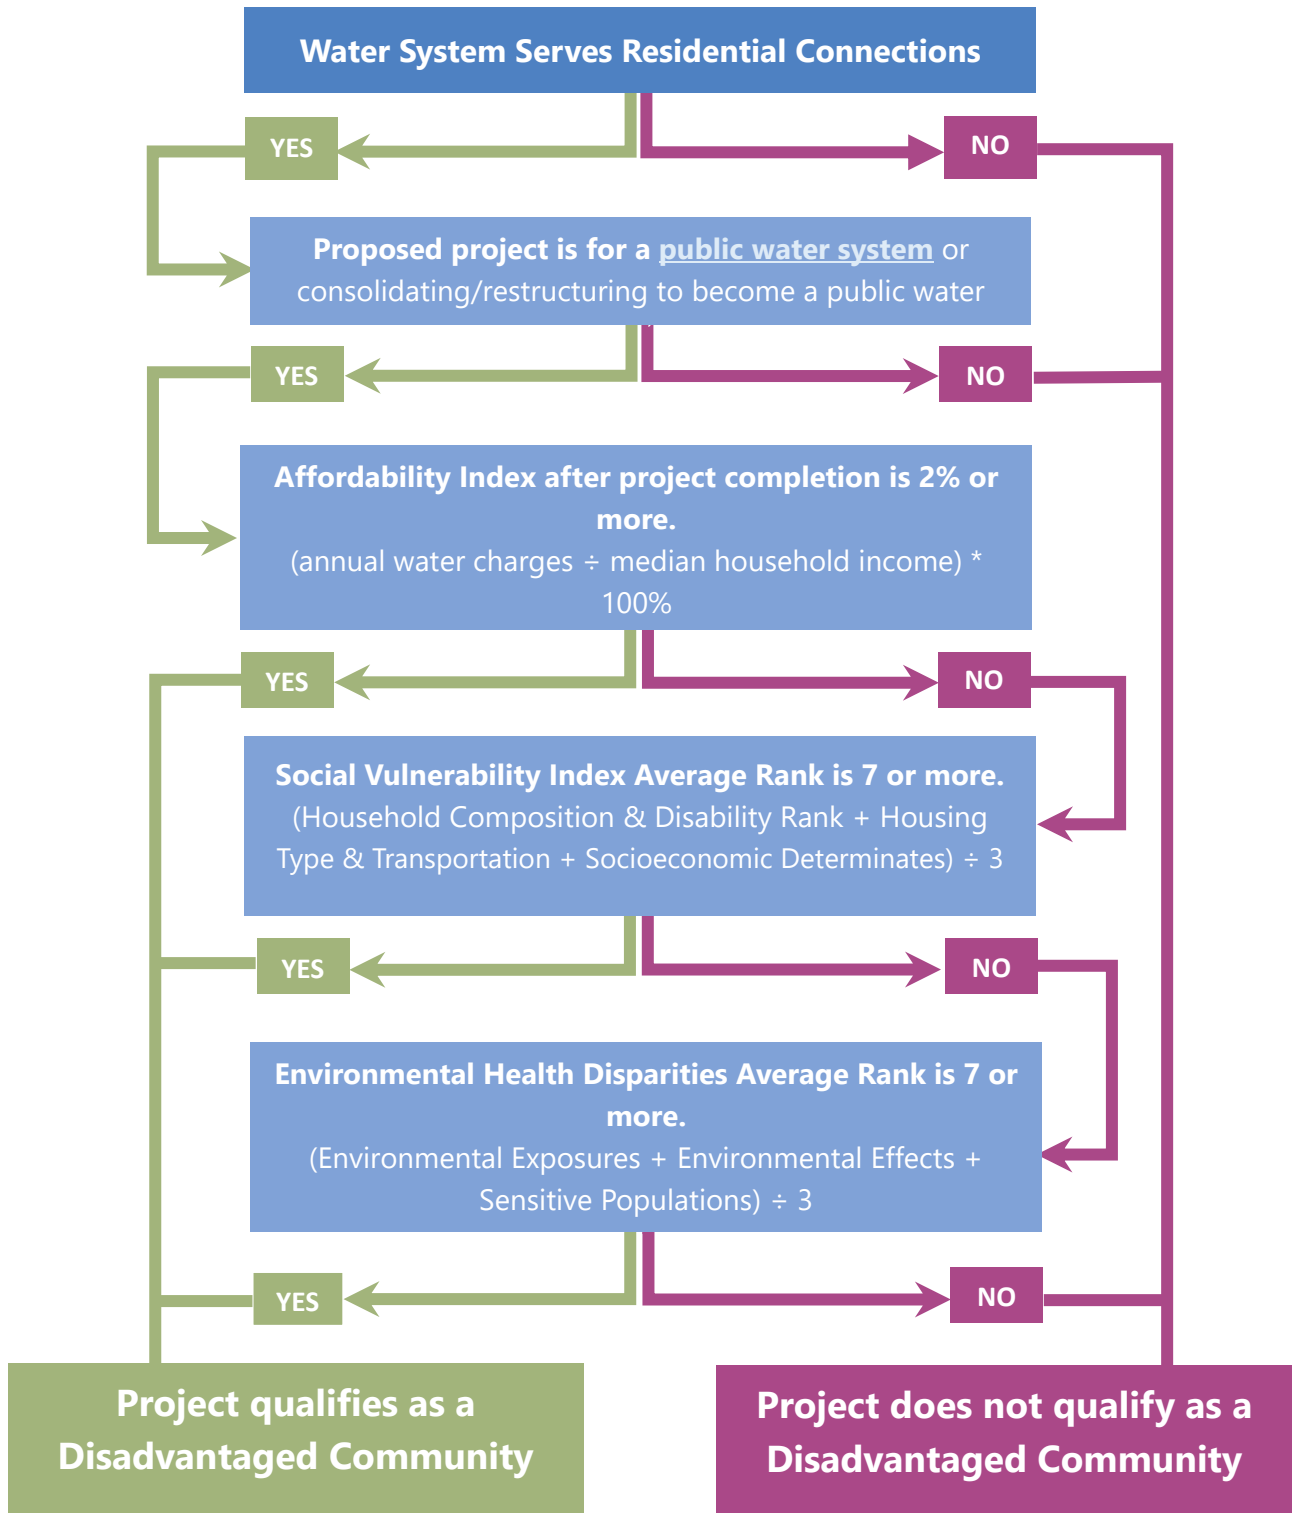 Water System Serves Residential Connections
YES
NO
Proposed project is for a public water system or
consolidating/restructuring to become a public water
YES
NO
Affordability Index after project completion is 2% or
more.
(annual water charges ÷ median household income) *
100%
YES
NO
Social Vulnerability Index Average Rank is 7 or more.
(Household Composition & Disability Rank + Housing
Type & Transportation + Socioeconomic Determinates) ÷ 3
YES
NO
Environmental Health Disparities Average Rank is 7 or
more.
(Environmental Exposures + Environmental Effects +
Sensitive Populations) ÷ 3
YES
NO
Project qualifies as a
Disadvantaged Community
Project does not qualify as a
Disadvantaged Community